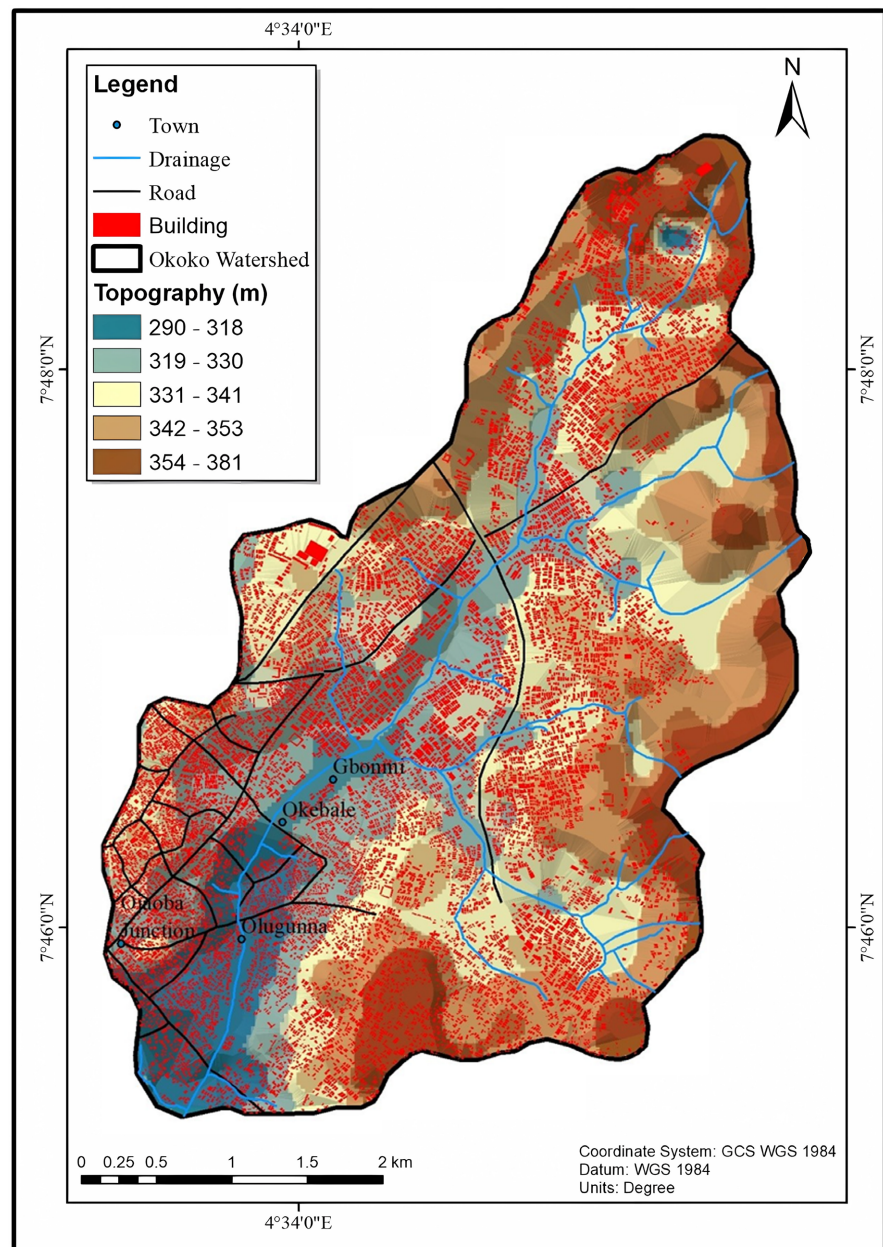 4°34'0"E
N
Legend
Town
Drainage
Road
Building
Okoko Watershed
Topography (m)
290 - 318
319 - 330
331 - 341
342 - 353
354 - 381
7°48'0"N
7°48'0"N
Gbonmi
Okebale
Junction
Olugunna
7°46'0"N
7°46'0"N
0 0.25 0.5 1 1.5 2 km
Coordinate System: GCS WGS 1984
Datum: WGS 1984
Units: Degree
4°34'0"E